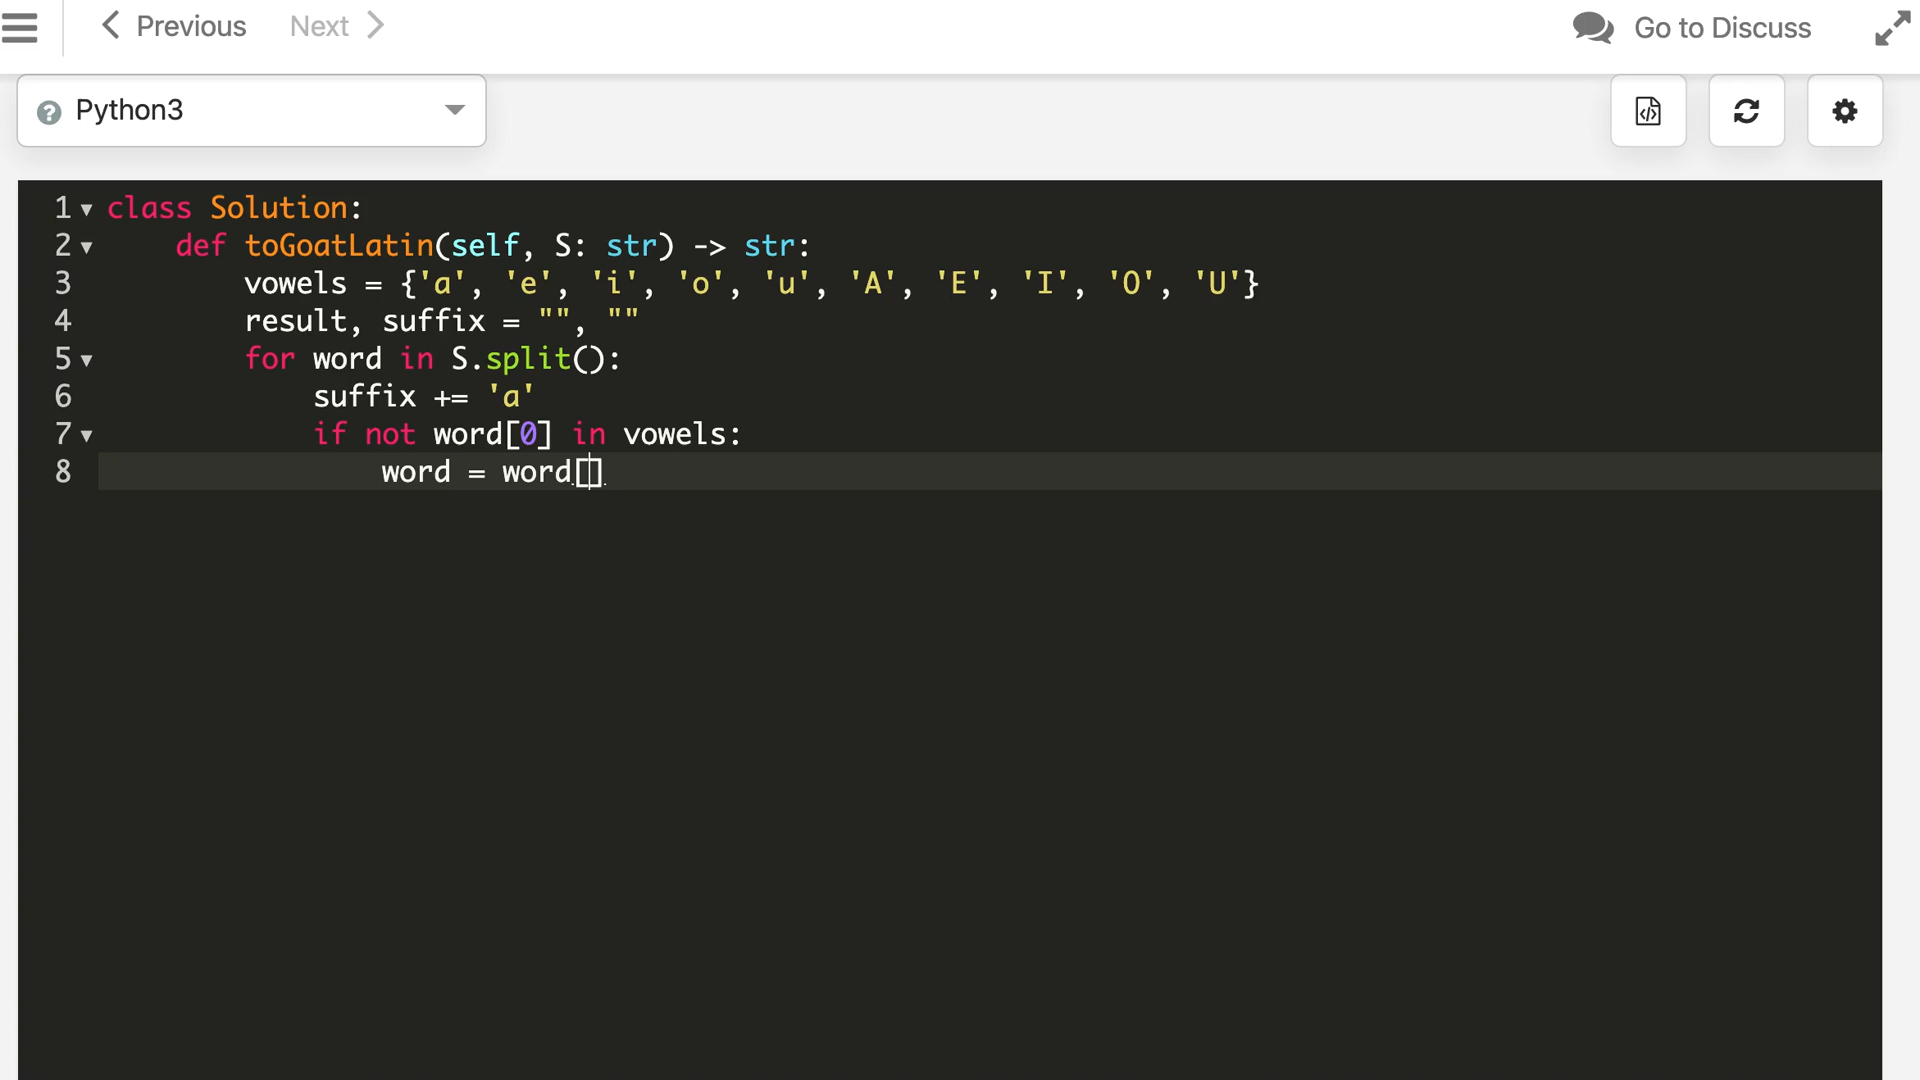 Previous Next Go to Discuss
Python3
1 class Solution:
2 def toGoatLatin(self, S: str) -> str:
3 vowels = {'a', 'e', 'i', 'o', 'u', 'A', 'E', 'I', 'O', 'U'}
4 result, suffix = "", ""
5 for word in S.split():
6 suffix += 'a'
7 if not word[0] in vowels:
8 word = word[]